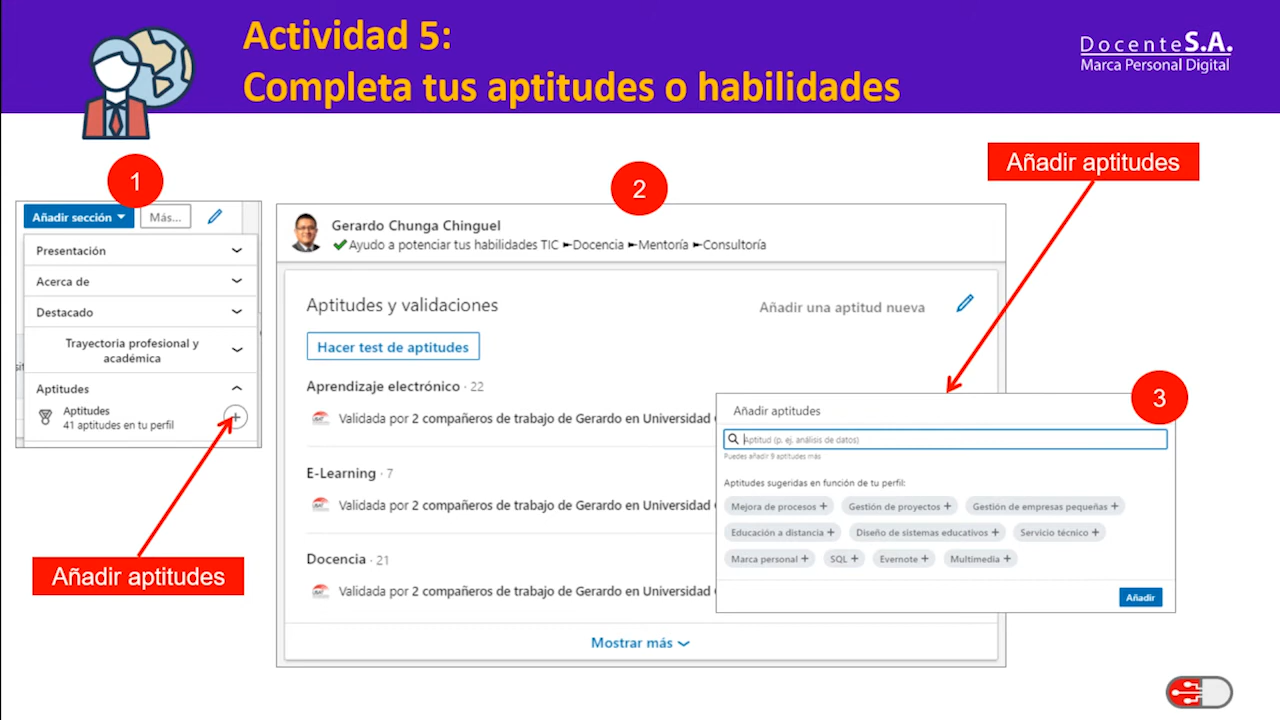 Actividad 5:
Completa tus aptitudes o habilidades
DocenteS.A.
Marca Personal Digital
1
Añadir sección
Más...
Presentación
Acerca de
Destacado
Trayectoria profesional y
académica
Aptitudes
Aptitudes
41 aptitudes en tu perfil
Añadir aptitudes
2
Gerardo Chunga Chinguel
Ayudo a potenciar tus habilidades TIC ►Docencia ►Mentoría ►Consultoría
Aptitudes y validaciones
Añadir una aptitud nueva
Hacer test de aptitudes
Aprendizaje electrónico · 22
Validada por 2 compañeros de trabajo de Gerardo en Universidad
E-Learning · 7
Validada por 2 compañeros de trabajo de Gerardo en Universidad
Docencia · 21
Validada por 2 compañeros de trabajo de Gerardo en Universidad
Mostrar más
Añadir aptitudes
3
Añadir aptitudes
Aptitud (p. ej. análisis de datos)
Puedes añadir 9 aptitudes más
Aptitudes sugeridas en función de tu perfil:
Mejora de procesos + Gestión de proyectos + Gestión de empresas pequeñas +
Educación a distancia + Diseño de sistemas educativos + Servicio técnico +
Marca personal + SQL + Evernote + Multimedia +
Añadir